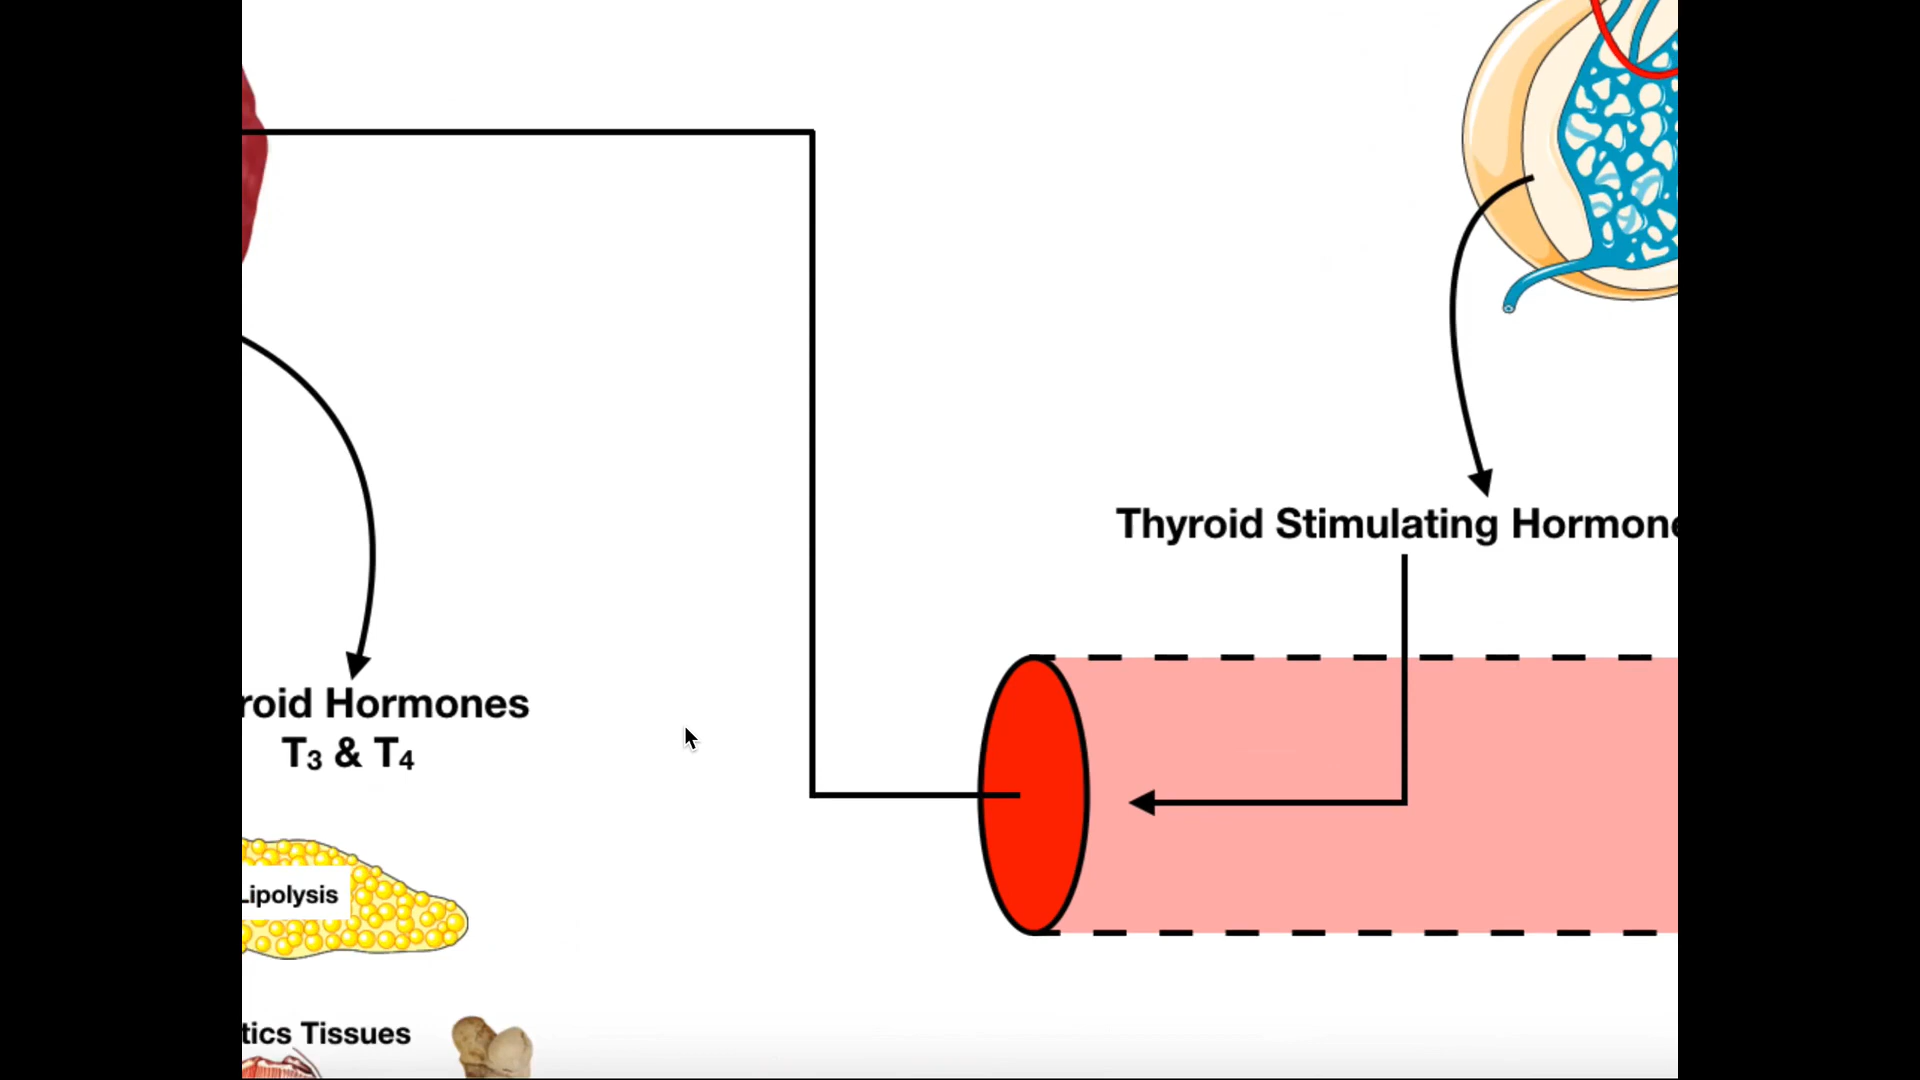 Thyroid Stimulating Hormone
roid Hormones
T₃ & T₄
Lipolysis
tics Tissues